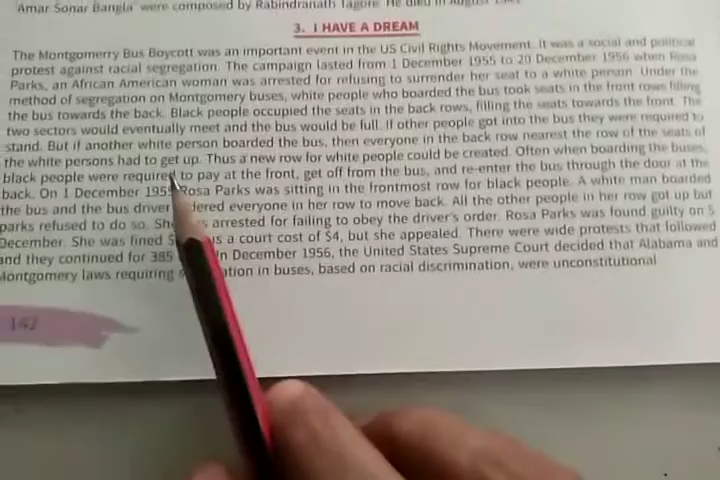 Amar Sonar Bangla' were composed by Rabindranath Tagore. He died in August
3. I HAVE A DREAM
The Montgomery Bus Boycott was an important event in the US Civil Rights Movement. It was a social and political
protest against racial segregation. The campaign lasted from 1 December 1955 to 20 December 1956 when Rosa
Parks, an African American woman was arrested for refusing to surrender her seat to a white person. Under the
method of segregation on Montgomery buses, white people who boarded the bus took seats in the front rows filling
the bus towards the back. Black people occupied the seats in the back rows, filling the seats towards the front. The
two sectors would eventually meet and the bus would be full. If other people got into the bus they were required to
stand. But if another white person boarded the bus, then everyone in the back row nearest the row of the seats of
the white persons had to get up. Thus a new row for white people could be created. Often when boarding the buses,
black people were required to pay at the front, get off from the bus, and re-enter the bus through the door at the
back. On 1 December 1955 Rosa Parks was sitting in the frontmost row for black people. A white man boarded
the bus and the bus driver dered everyone in her row to move back. All the other people in her row got up but
parks refused to do so. She s arrested for failing to obey the driver's order. Rosa Parks was found guilty on 5
December. She was fined us a court cost of $4, but she appealed. There were wide protests that followed
and they continued for 385 In December 1956, the United States Supreme Court decided that Alabama and
Montgomery laws requiring tion in buses, based on racial discrimination, were unconstitutional
142